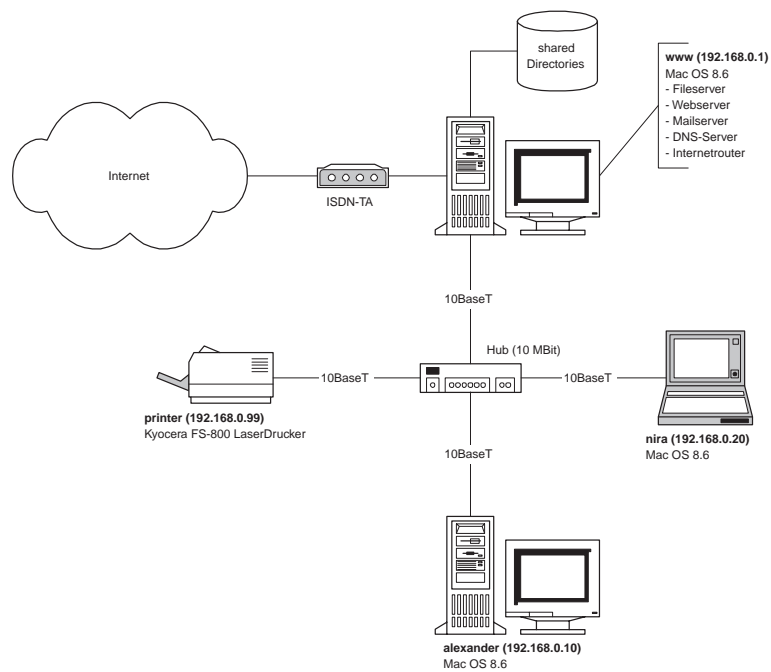 shared
Directories
www (192.168.0.1)
Mac OS 8.6
- Fileserver
- Webserver
- Mailserver
- DNS-Server
- Internetrouter
Internet
ISDN-TA
10BaseT
Hub (10 MBit)
10BaseT
10BaseT
printer (192.168.0.99)
Kyocera FS-800 LaserDrucker
nira (192.168.0.20)
Mac OS 8.6
10BaseT
alexander (192.168.0.10)
Mac OS 8.6